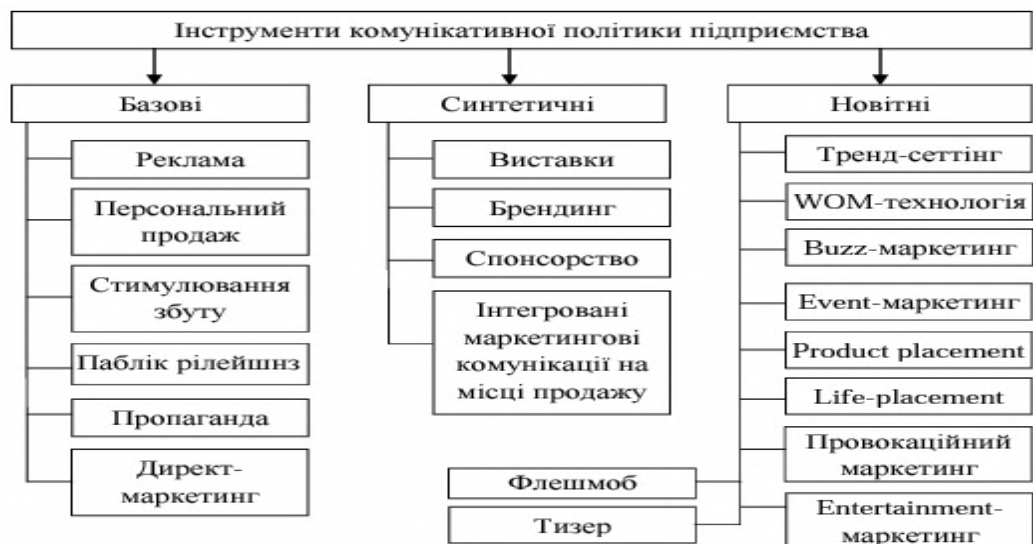 Інструменти комунікативної політики підприємства
Базові
Реклама
Персональний
продаж
Стимулювання
збуту
Паблік рілейшнз
Пропаганда
Директ-
маркетинг
Синтетичні
Виставки
Брендинг
Спонсорство
Інтегровані
маркетингові
комунікації на
місці продажу
Новітні
Тренд-сеттінг
WOM-технологія
Buzz-маркетинг
Event-маркетинг
Product placement
Life-placement
Провокаційний
маркетинг
Entertainment-
маркетинг
Флешмоб
Тизер